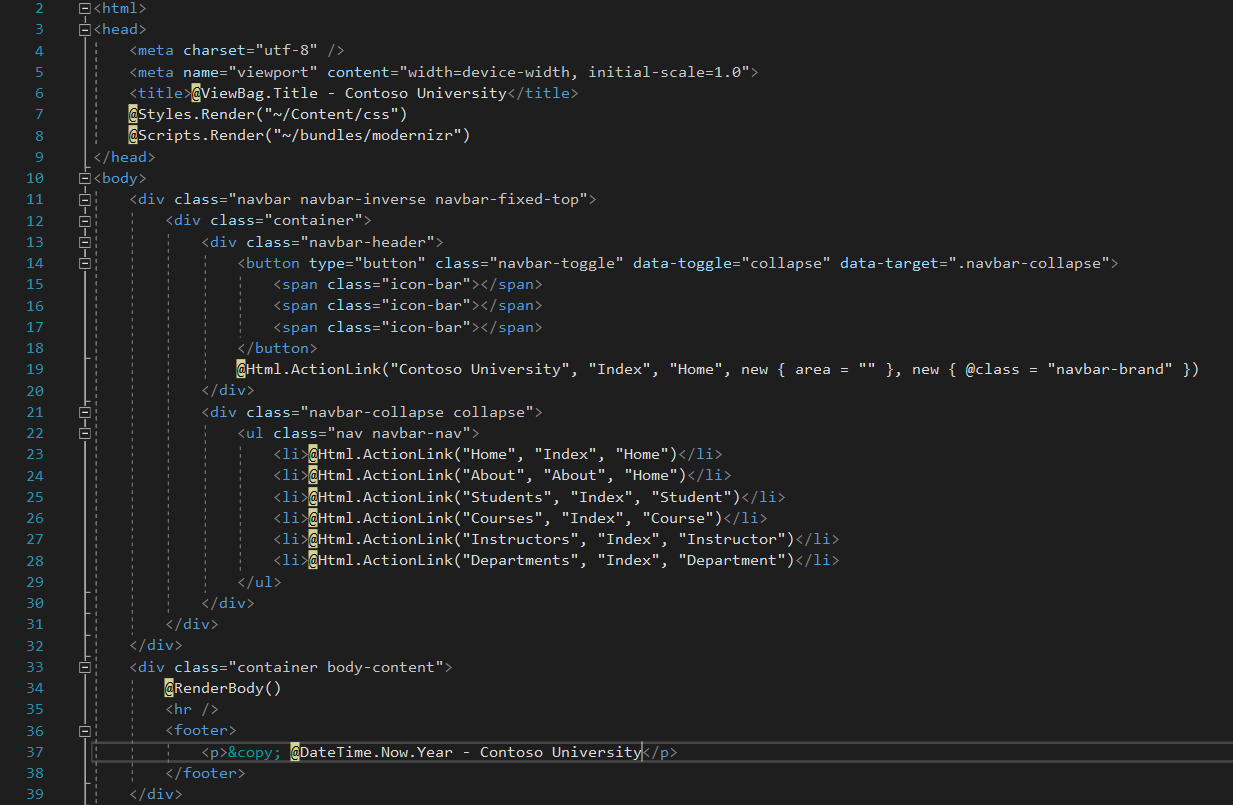 2 <html>
3 <head>
4 <meta charset="utf-8" />
5 <meta name="viewport" content="width=device-width, initial-scale=1.0">
6 <title>@ViewBag.Title - Contoso University</title>
7 @Styles.Render("~/Content/css")
8 @Scripts.Render("~/bundles/modernizr")
9 </head>
10 <body>
11 <div class="navbar navbar-inverse navbar-fixed-top">
12 <div class="container">
13 <div class="navbar-header">
14 <button type="button" class="navbar-toggle" data-toggle="collapse" data-target=".navbar-collapse">
15 <span class="icon-bar"></span>
16 <span class="icon-bar"></span>
17 <span class="icon-bar"></span>
18 </button>
19 @Html.ActionLink("Contoso University", "Index", "Home", new { area = "" }, new { @class = "navbar-brand" })
20 </div>
21 <div class="navbar-collapse collapse">
22 <ul class="nav navbar-nav">
23 <li>@Html.ActionLink("Home", "Index", "Home")</li>
24 <li>@Html.ActionLink("About", "About", "Home")</li>
25 <li>@Html.ActionLink("Students", "Index", "Student")</li>
26 <li>@Html.ActionLink("Courses", "Index", "Course")</li>
27 <li>@Html.ActionLink("Instructors", "Index", "Instructor")</li>
28 <li>@Html.ActionLink("Departments", "Index", "Department")</li>
29 </ul>
30 </div>
31 </div>
32 </div>
33 <div class="container body-content">
34 @RenderBody()
35 <hr />
36 <footer>
37 <p>&copy; @DateTime.Now.Year - Contoso University</p>
38 </footer>
39 </div>